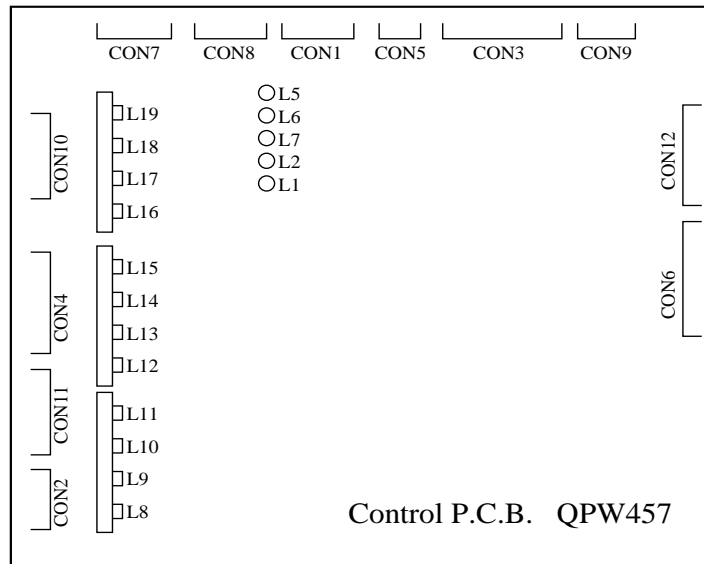 CON7 CON8 CON1 CON5 CON3 CON9
L5
L19
L6
L7
L18
L2
L17
L1
L16
CON10
CON12
L15
L14
L13
L12
CON4
CON6
L11
L10
L9
L8
CON11
CON2
Control P.C.B. QPW457